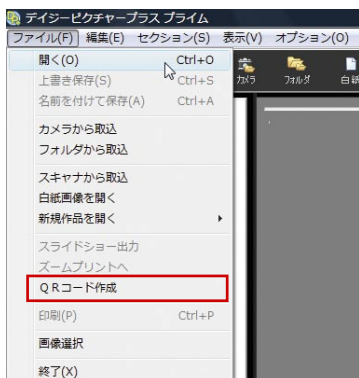 デイジーピクチャープラス プライム
ファイル(F) 編集(E) セクション(S) 表示(V) オプション(O)
開く(O) Ctrl+O
上書き保存(S) Ctrl+S
名前を付けて保存(A) Ctrl+A
カメラから取込
フォルダから取込
スキャナから取込
白紙画像を開く
新規作品を開く
スライドショー出力
ズームプリントへ
QRコード作成
印刷(P) Ctrl+P
画像選択
終了(X)
カメラ フォルダ 白紙